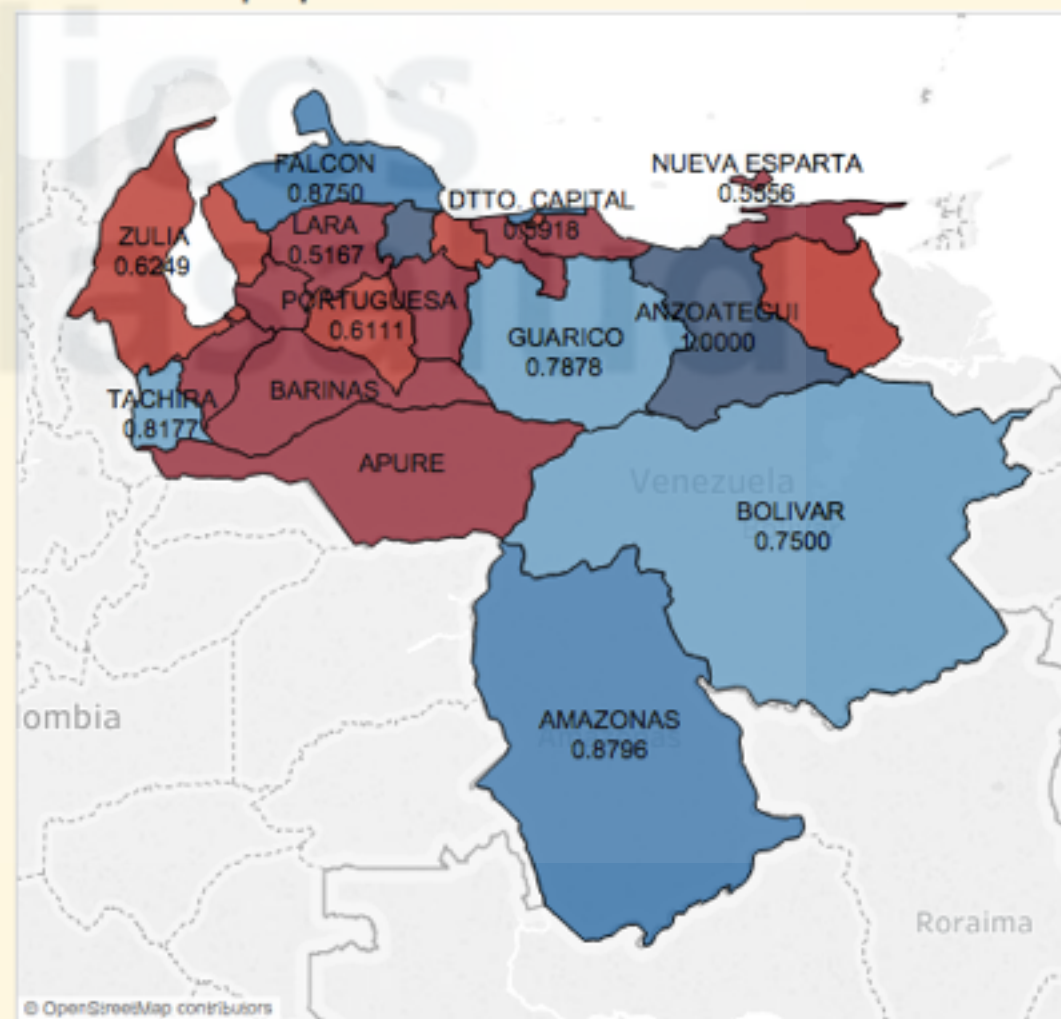 FALCON
0.8750
NUEVA ESPARTA
0.5556
DTTO. CAPITAL
0.5918
LARA
0.5167
ZULIA
0.6249
PORTUGUESA
0.6111
ANZOATEGUI
1.0000
GUARICO
0.7878
BARINAS
TACHIRA
0.8177
APURE
Venezuela
BOLIVAR
0.7500
AMAZONAS
0.8796
lombia
Roraima
© OpenStreetMap contributors